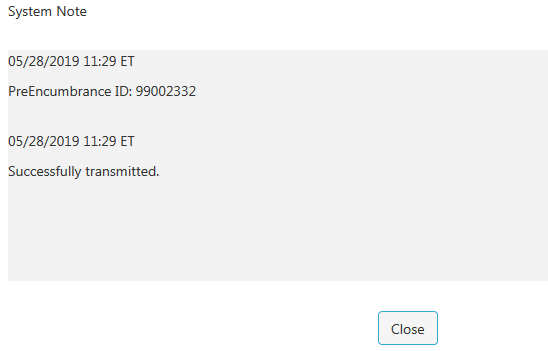 System Note
05/28/2019 11:29 ET
PreEncumbrance ID: 99002332
05/28/2019 11:29 ET
Successfully transmitted.
Close